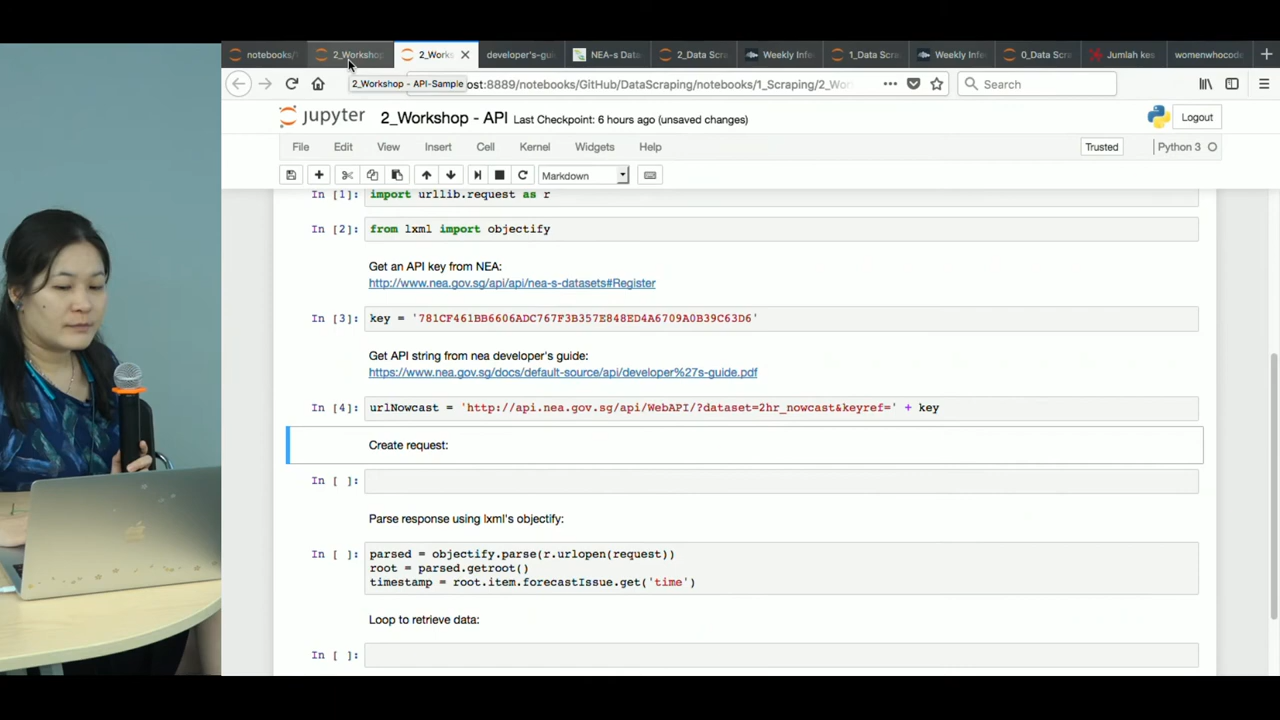 notebooks/
2_Workshop
2_Works
developer's-gui
NEA-s Data
2_Data Scra
Weekly Infe
1_Data Scra
Weekly Infe
0_Data Scra
Jumlah kes
womenwhocode
2_Workshop - API-Sample
ost:8889/notebooks/GitHub/DataScraping/notebooks/1_Scraping/2_Wor
Search
jupyter
2_Workshop - API Last Checkpoint: 6 hours ago (unsaved changes)
Logout
File Edit View Insert Cell Kernel Widgets Help
Trusted
Python 3
Markdown
In [1]: import urllib.request as r
In [2]: from lxml import objectify
Get an API key from NEA:
http://www.nea.gov.sg/api/api/nea-s-datasets#Register
In [3]: key = '781CF461BB6606ADC767F3B357E848ED4A6709A0B39C63D6'
Get API string from nea developer's guide:
https://www.nea.gov.sg/docs/default-source/api/developer%27s-guide.pdf
In [4]: urlNowcast = 'http://api.nea.gov.sg/api/WebAPI/?dataset=2hr_nowcast&keyref=' + key
Create request:
In [ ]:
Parse response using lxml's objectify:
In [ ]: parsed = objectify.parse(r.urlopen(request))
root = parsed.getroot()
timestamp = root.item.forecastIssue.get('time')
Loop to retrieve data:
In [ ]: